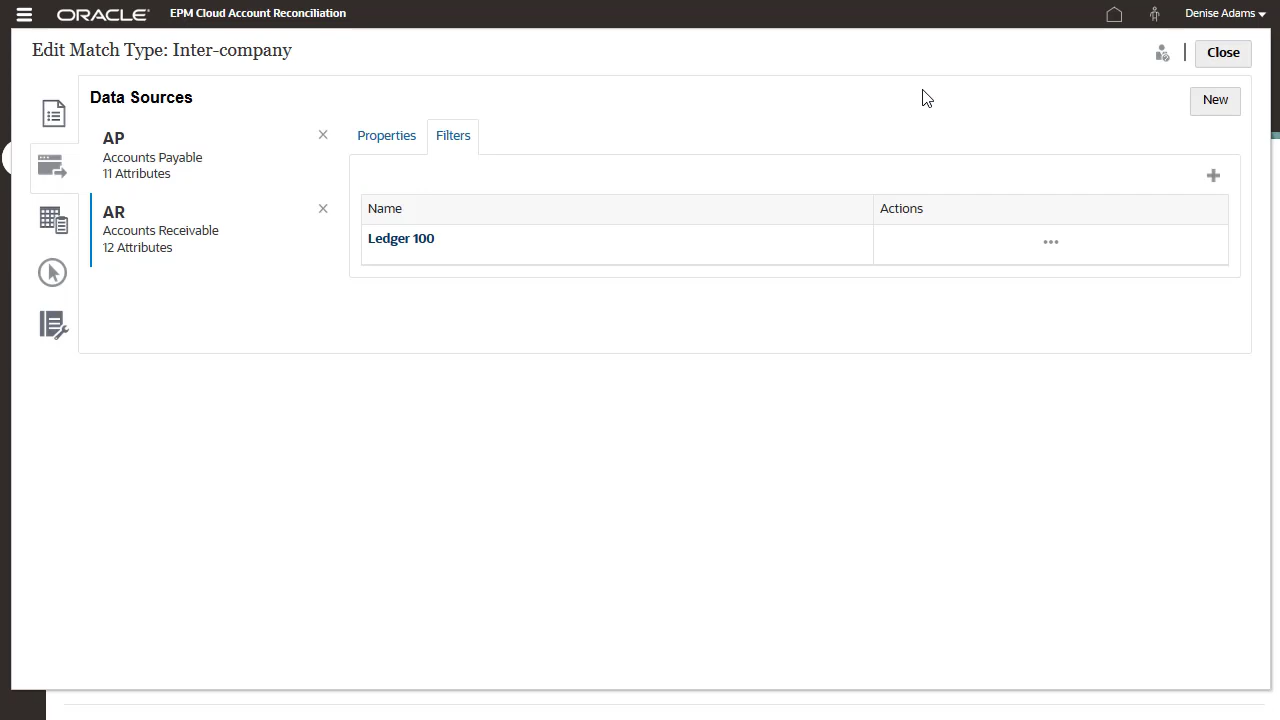 ORACLE EPM Cloud Account Reconciliation Denise Adams
Edit Match Type: Inter-company
Close
Data Sources
New
AP
Accounts Payable
11 Attributes
AR
Accounts Receivable
12 Attributes
Properties Filters
Name Actions
Ledger 100